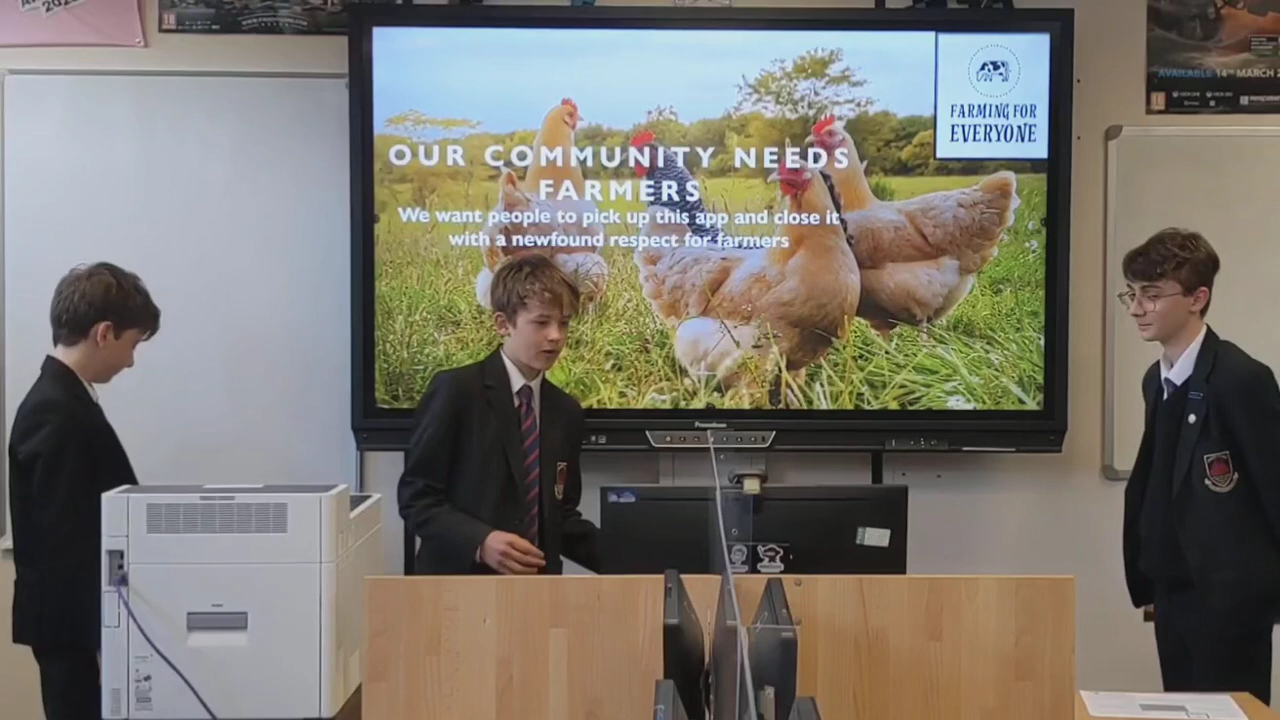 OUR COMMUNITY NEEDS
FARMERS
We want people to pick up this app and close it
with a newfound respect for farmers
FARMING FOR
EVERYONE
AVAILABLE 14TH MARCH
Promethean